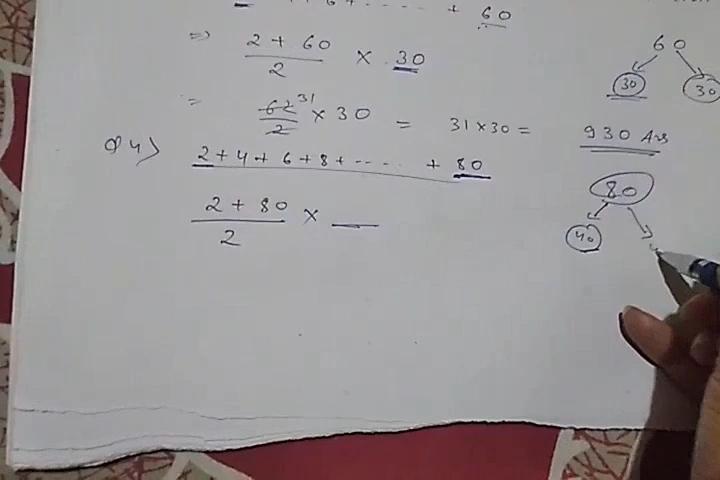 + 60
=> 2 + 60 / 2 × 30
60
30 30
= 62 31 / 2 × 30 = 31 × 30 = 930 Ans
Q4) 2 + 4 + 6 + 8 + ..... + 80
80
40
2 + 80 / 2 × __